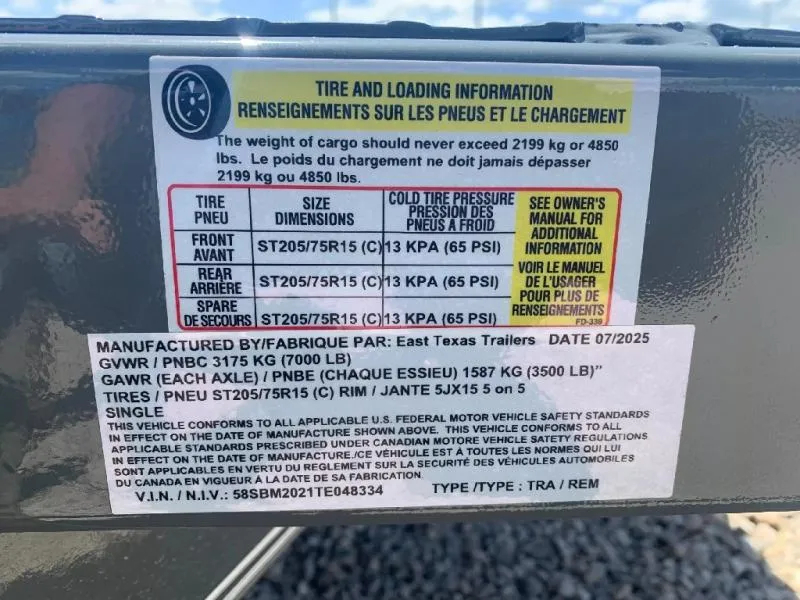 TIRE AND LOADING INFORMATION
RENSEIGNEMENTS SUR LES PNEUS ET LE CHARGEMENT
The weight of cargo should never exceed 2199 kg or 4850
lbs. Le poids du chargement ne doit jamais dépasser
2199 kg ou 4850 lbs.
TIRE
PNEU
SIZE
DIMENSIONS
COLD TIRE PRESSURE
PRESSION DES
PNEUS A FROID
SEE OWNER'S
MANUAL FOR
ADDITIONAL
INFORMATION
VOIR LE MANUEL
DE L'USAGER
POUR PLUS DE
RENSEIGNEMENTS
FRONT
AVANT
ST205/75R15 (C) 13 KPA (65 PSI)
REAR
ARRIÈRE
ST205/75R15 (C) 13 KPA (65 PSI)
SPARE
DE SECOURS
ST205/75R15 (C) 13 KPA (65 PSI)
FD-339
MANUFACTURED BY/FABRIQUE PAR: East Texas Trailers DATE 07/2025
GVWR / PNBC 3175 KG (7000 LB)
GAWR (EACH AXLE) / PNBE (CHAQUE ESSIEU) 1587 KG (3500 LB)"
TIRES / PNEU ST205/75R15 (C) RIM / JANTE 5JX15 5 on 5
SINGLE
THIS VEHICLE CONFORMS TO ALL APPLICABLE U.S. FEDERAL MOTOR VEHICLE SAFETY STANDARDS
IN EFFECT ON THE DATE OF MANUFACTURE SHOWN ABOVE. THIS VEHICLE CONFORMS TO ALL
APPLICABLE STANDARDS PRESCRIBED UNDER CANADIAN MOTORE VEHICLE SATETY REGULATIONS
IN EFFECT ON THE DATE OF MANUFACTURE./CE VÉHICULE EST À TOUTES LES NORMES QUI LUI
SONT APPLICABLES EN VERTU DU REGLEMENT SUR LA SECURITÉ DES VÉHICULES AUTOMOBILES
DU CANADA EN VIGUEUR À LA DATE DE SA FABRICATION.
V.I.N. / N.I.V.: 58SBM2021TE048334 TYPE /TYPE : TRA / REM